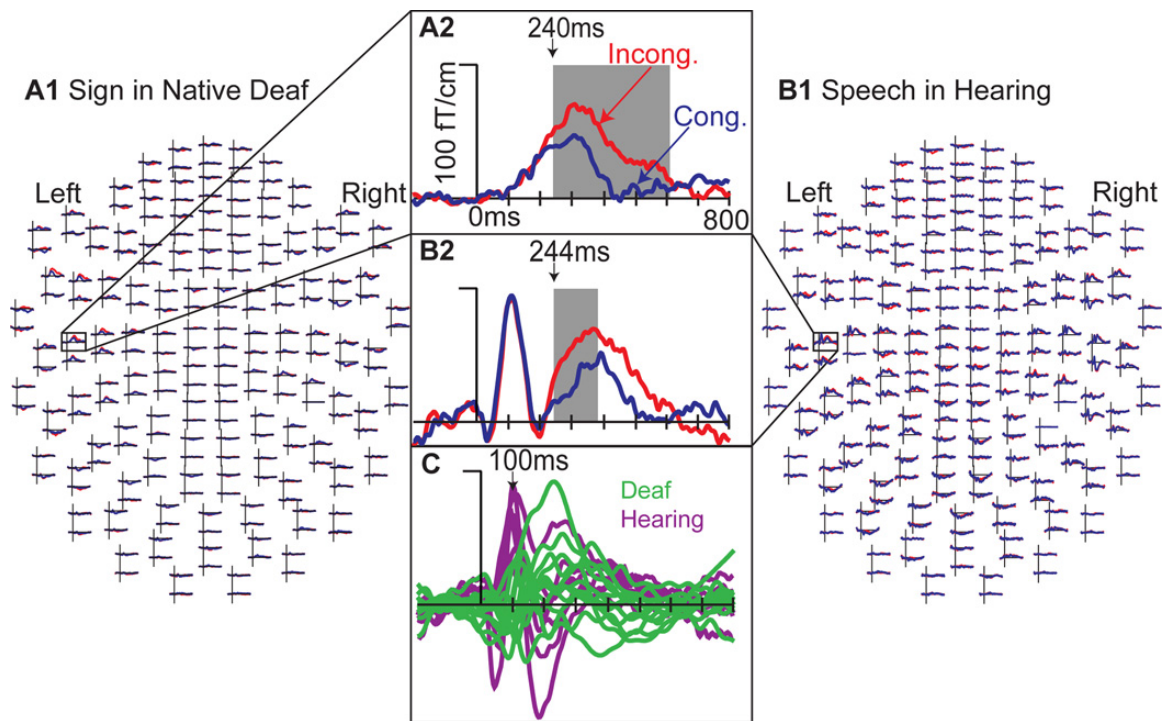 A1 Sign in Native Deaf
Left
Right
A2
240ms
Incong.
Cong.
100 fT/cm
0ms
800
B2
244ms
C
100ms
Deaf
Hearing
B1 Speech in Hearing
Left
Right